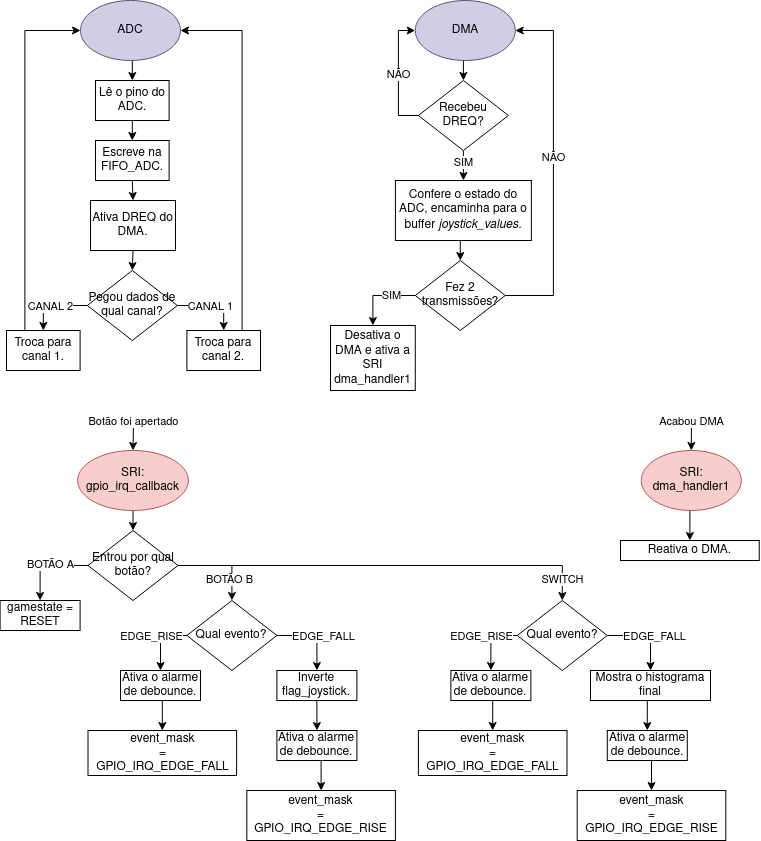 ADC
Lê o pino do
ADC.
Escreve na
FIFO_ADC.
Ativa DREQ do
DMA.
Pegou dados de
qual canal?
CANAL 2
CANAL 1
Troca para
canal 1.
Troca para
canal 2.
DMA
NÃO
Recebeu
DREQ?
SIM
NÃO
Confere o estado do
ADC, encaminha para o
buffer joystick_values.
Fez 2
transmissões?
SIM
Desativa o
DMA e ativa a
SRI
dma_handler1
Botão foi apertado
SRI:
gpio_irq_callback
Entrou por qual
botão?
BOTÃO A
gamestate =
RESET
BOTÃO B
Qual evento?
EDGE_RISE
EDGE_FALL
Ativa o alarme
de debounce.
event_mask
=
GPIO_IRQ_EDGE_FALL
Inverte
flag_joystick.
Ativa o alarme
de debounce.
event_mask
=
GPIO_IRQ_EDGE_RISE
SWITCH
Qual evento?
EDGE_RISE
EDGE_FALL
Ativa o alarme
de debounce.
event_mask
=
GPIO_IRQ_EDGE_FALL
Mostra o histograma
final
Ativa o alarme
de debounce.
event_mask
=
GPIO_IRQ_EDGE_RISE
Acabou DMA
SRI:
dma_handler1
Reativa o DMA.